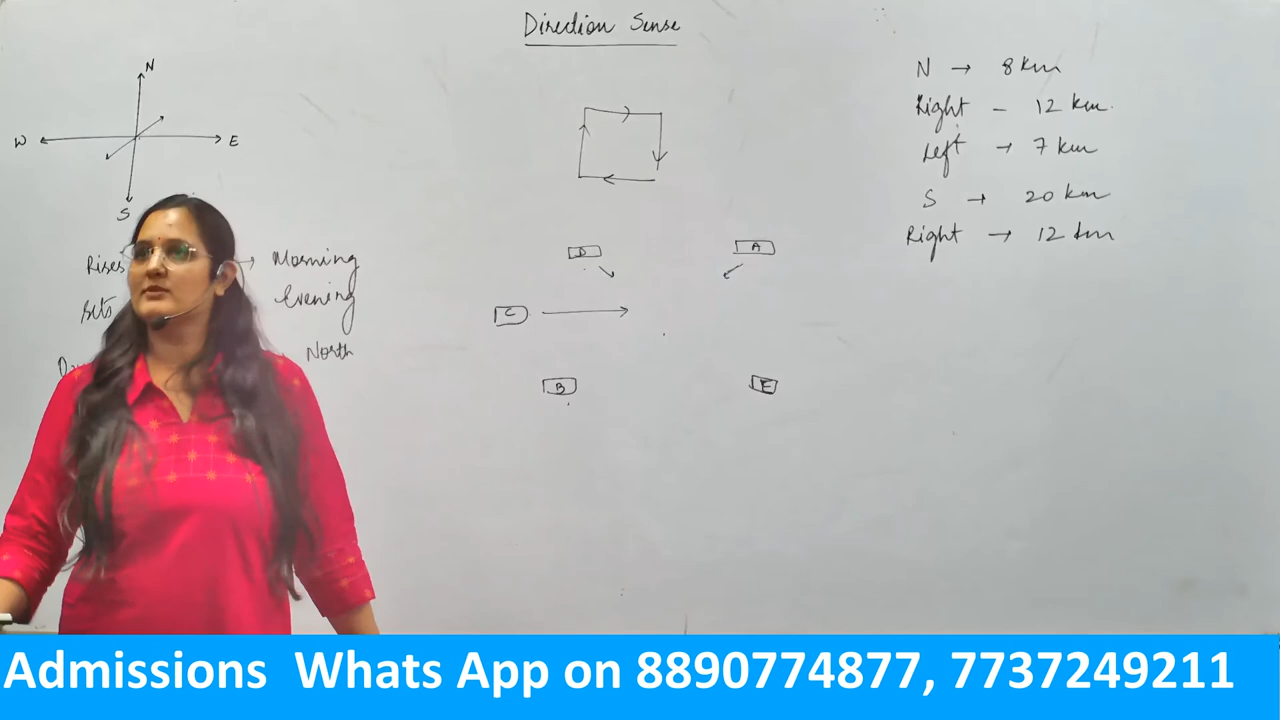 Direction Sense
N
W E
S
Rises → Morning
Sets Evening
North
D A
C
B E
N → 8 km
Right - 12 km.
Left → 7 km
S → 20 km
Right → 12 km
Admissions Whats App on 8890774877, 7737249211